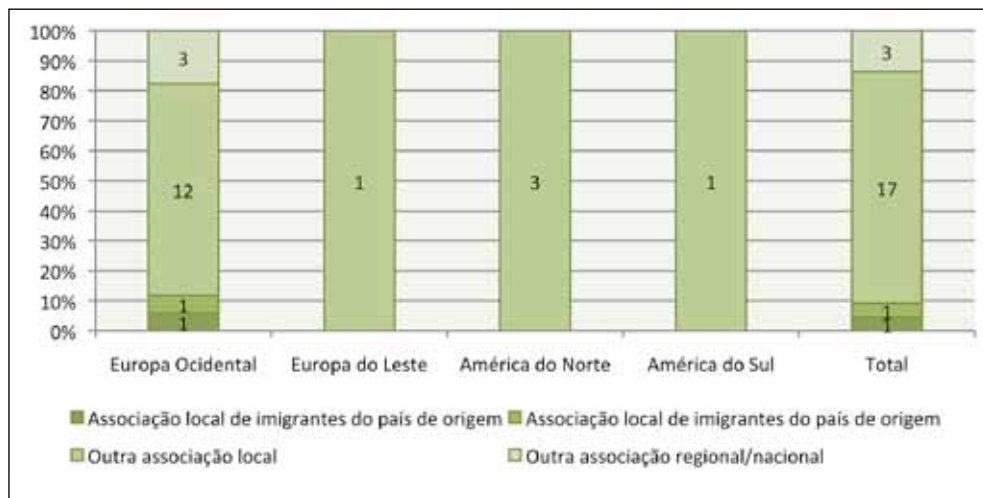 100%
90%
80%
70%
60%
50%
40%
30%
20%
10%
0%
3
12
1
1
1
3
1
3
17
1
1
Europa Ocidental
Europa do Leste
América do Norte
América do Sul
Total
Associação local de imigrantes do país de origem
Associação local de imigrantes do país de origem
Outra associação local
Outra associação regional/nacional